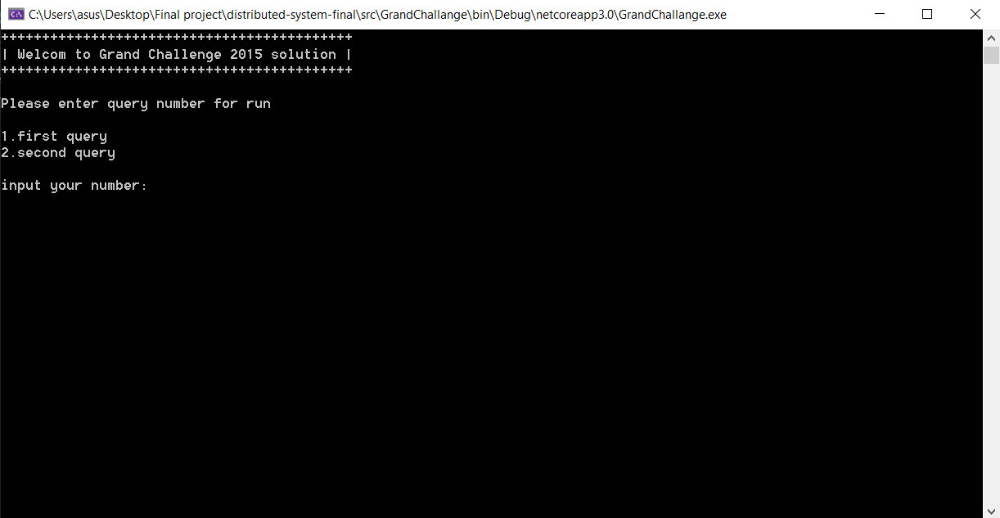 C:\Users\asus\Desktop\Final project\distributed-system-final\src\GrandChallange\bin\Debug\netcoreapp3.0\GrandChallange.exe
+++++++++++++++++++++++++++++++++++++++++++
| Welcom to Grand Challenge 2015 solution |
+++++++++++++++++++++++++++++++++++++++++++
Please enter query number for run
1.first query
2.second query
input your number: